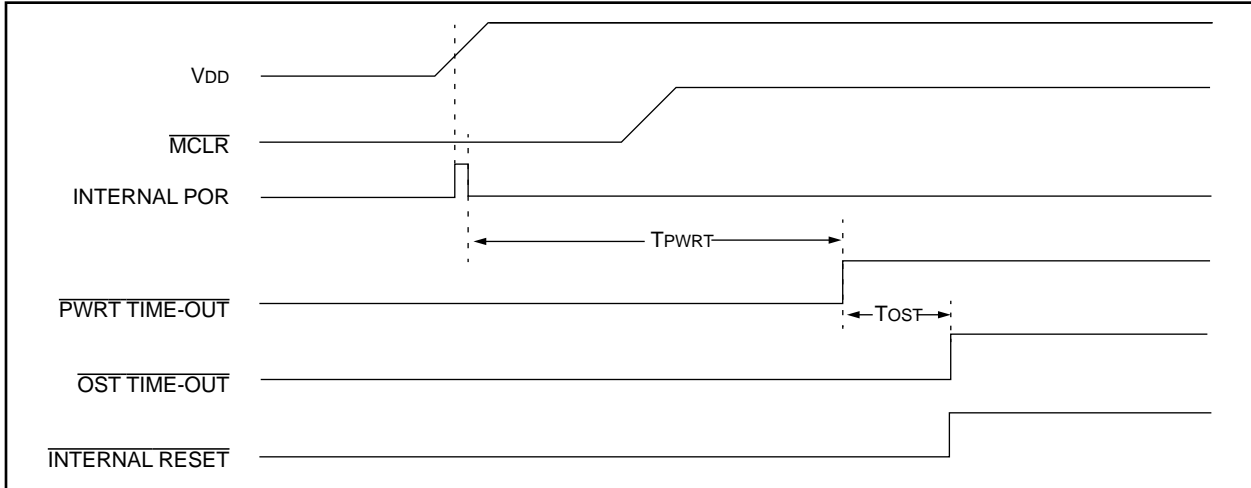 VDD
MCLR
INTERNAL POR
TPWRT
PWRT TIME-OUT
TOST
OST TIME-OUT
INTERNAL RESET